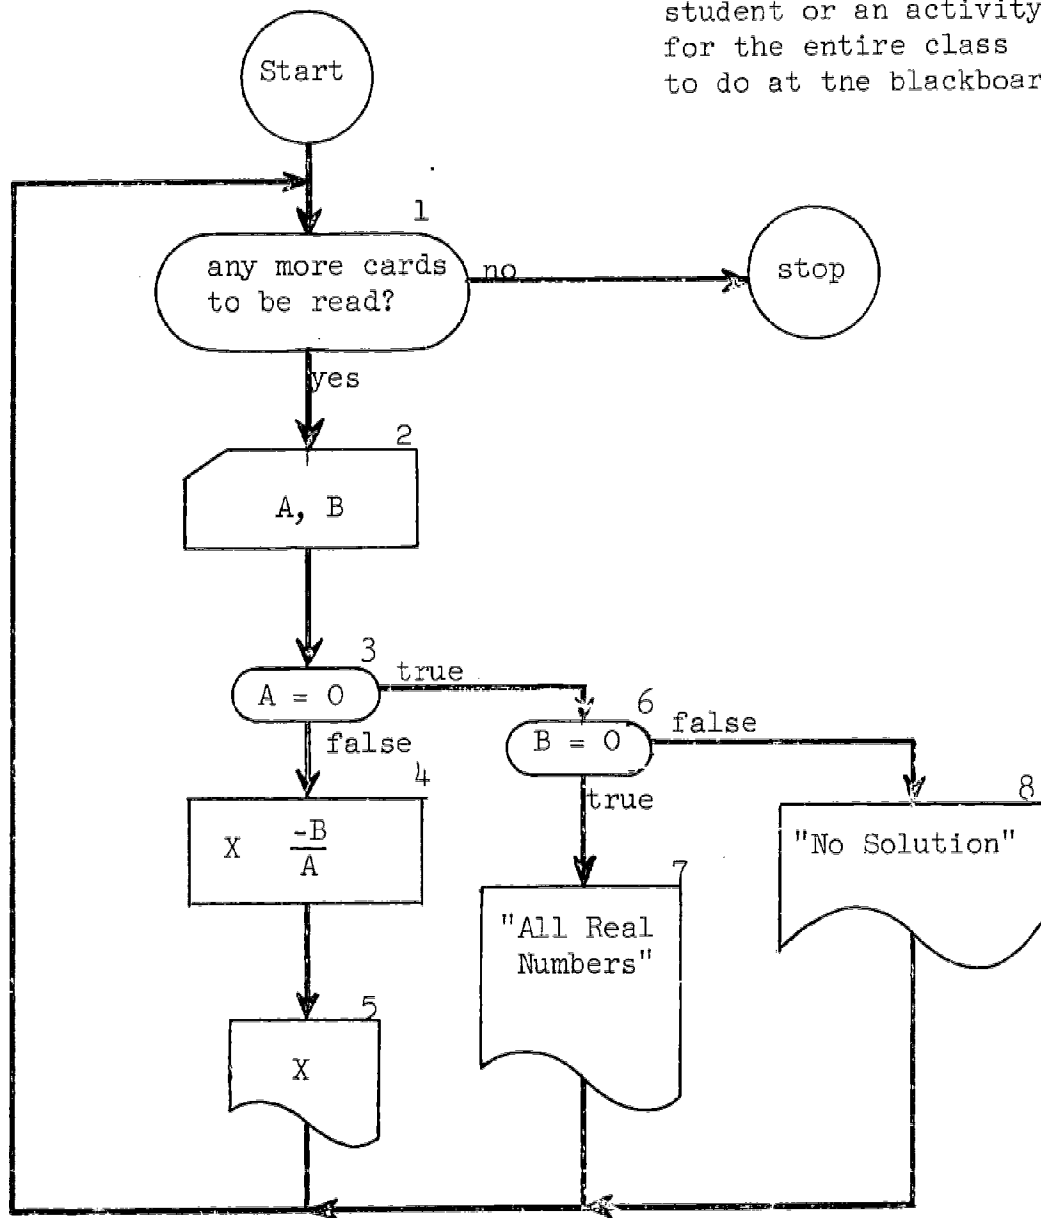 student or an activity
for the entire class
to do at tne blackboar
Start
1
any more cards
to be read?
no
stop
yes
2
A, B
3
A = 0
true
false
6
B = 0
false
true
4
X -B
A
8
"No Solution"
7
"All Real
Numbers"
5
X